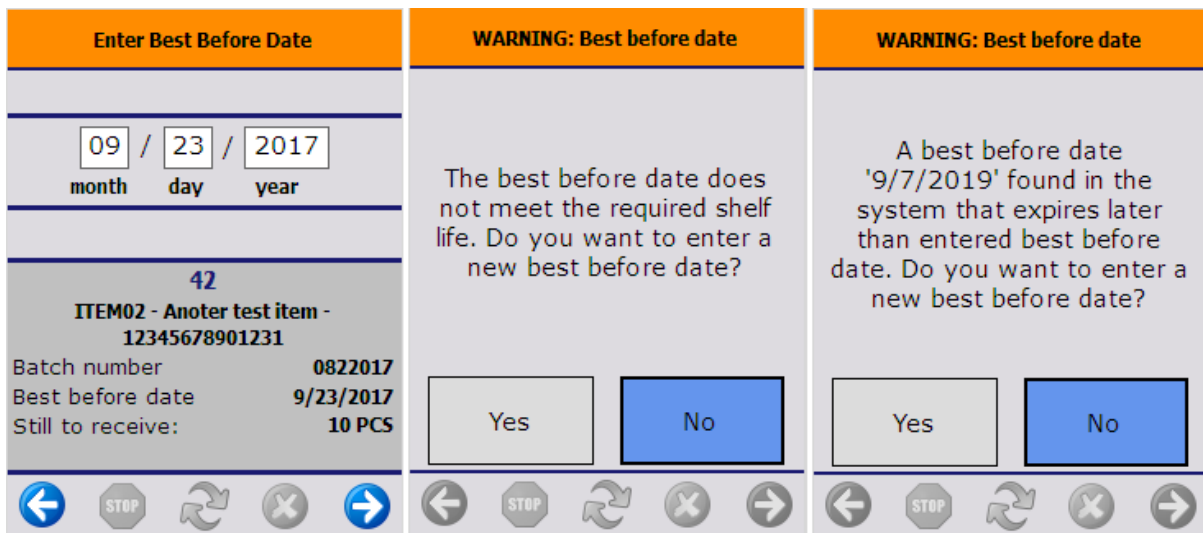 Enter Best Before Date
09 / 23 / 2017
month day year
42
ITEM02 - Anoter test item -
12345678901231
Batch number 0822017
Best before date 9/23/2017
Still to receive: 10 PCS
STOP
WARNING: Best before date
The best before date does
not meet the required shelf
life. Do you want to enter a
new best before date?
Yes No
STOP
WARNING: Best before date
A best before date
'9/7/2019' found in the
system that expires later
than entered best before
date. Do you want to enter a
new best before date?
Yes No
STOP